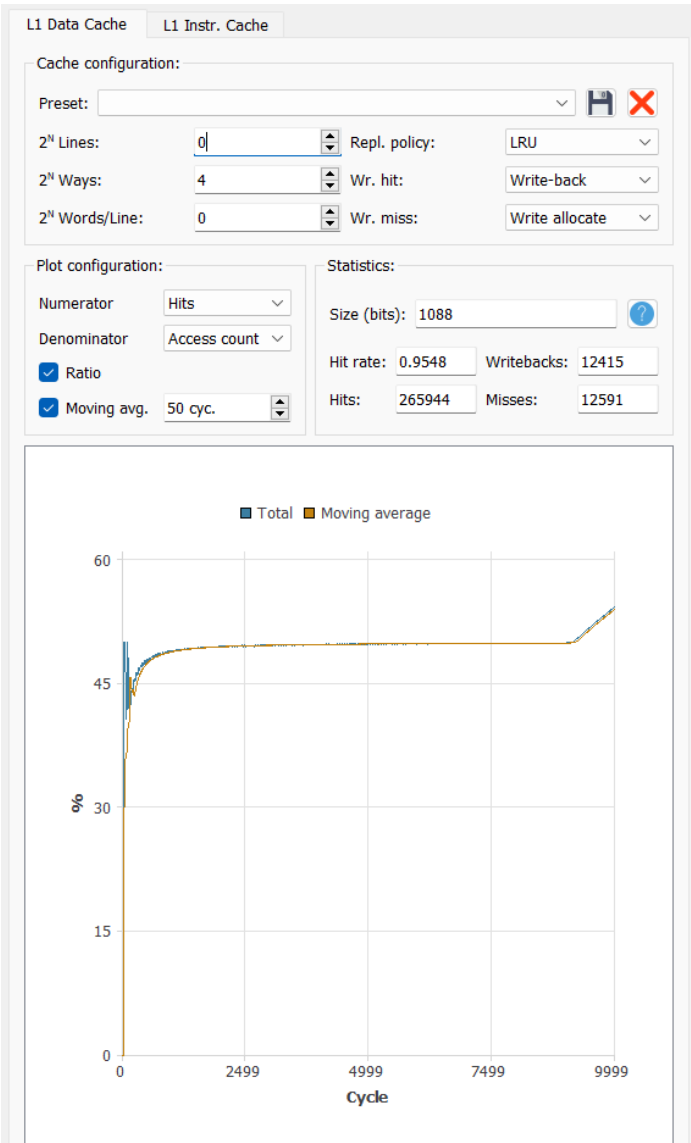 L1 Data Cache L1 Instr. Cache
Cache configuration:
Preset:
2ᴺ Lines: 0 Repl. policy: LRU
2ᴺ Ways: 4 Wr. hit: Write-back
2ᴺ Words/Line: 0 Wr. miss: Write allocate
Plot configuration:
Numerator Hits
Denominator Access count
Ratio
Moving avg. 50 cyc.
Statistics:
Size (bits): 1088 ?
Hit rate: 0.9548 Writebacks: 12415
Hits: 265944 Misses: 12591
Total Moving average
60
45
30
15
0
%
0 2499 4999 7499 9999
Cycle